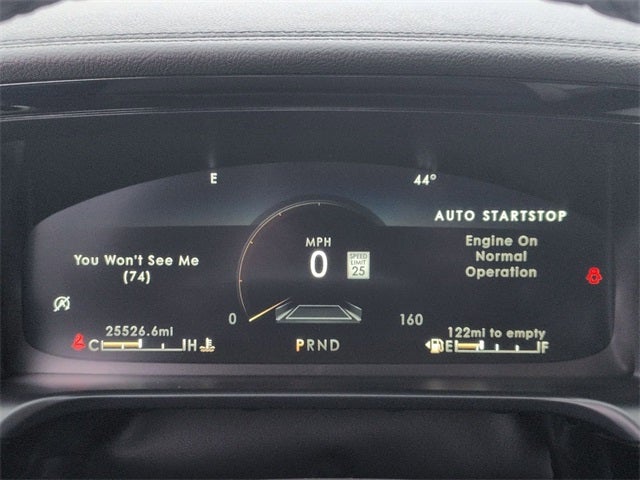 E
44°
AUTO STARTSTOP
MPH
0
SPEED
LIMIT
25
You Won't See Me
(74)
Engine On
Normal
Operation
0
160
25526.6mi
122mi to empty
C H
PRND
E F